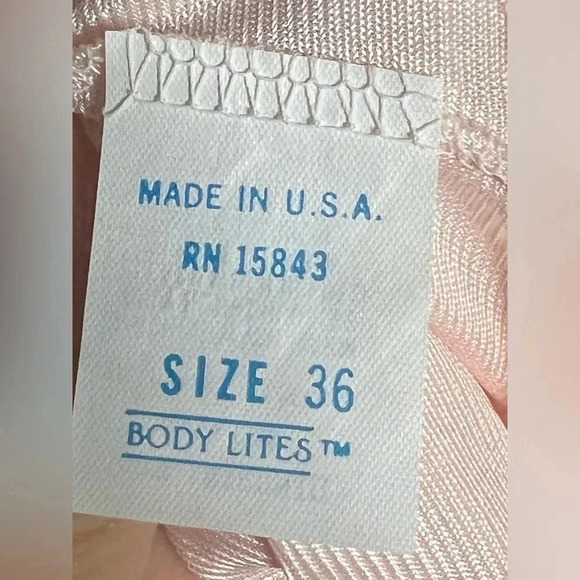 MADE IN U.S.A.
RN 15843
SIZE 36
BODY LITES™